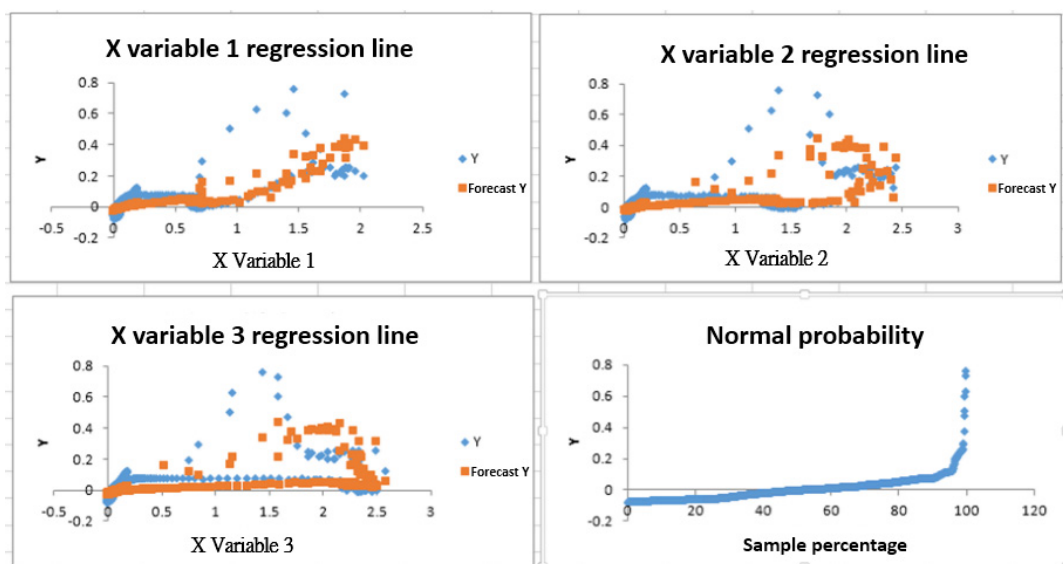 X variable 1 regression line
0.8
0.6
0.4
0.2
0
-0.2
Y
-0.5 0 0.5 1 1.5 2 2.5
X Variable 1
Y
Forecast Y
X variable 2 regression line
0.8
0.6
0.4
0.2
0
-0.2
Y
0 0.5 1 1.5 2 2.5 3
X Variable 2
Y
Forecast Y
X variable 3 regression line
0.8
0.6
0.4
0.2
0
-0.2
Y
0 0.5 1 1.5 2 2.5 3
X Variable 3
Y
Forecast Y
Normal probability
0.8
0.6
0.4
0.2
0
-0.2
Y
0 20 40 60 80 100 120
Sample percentage